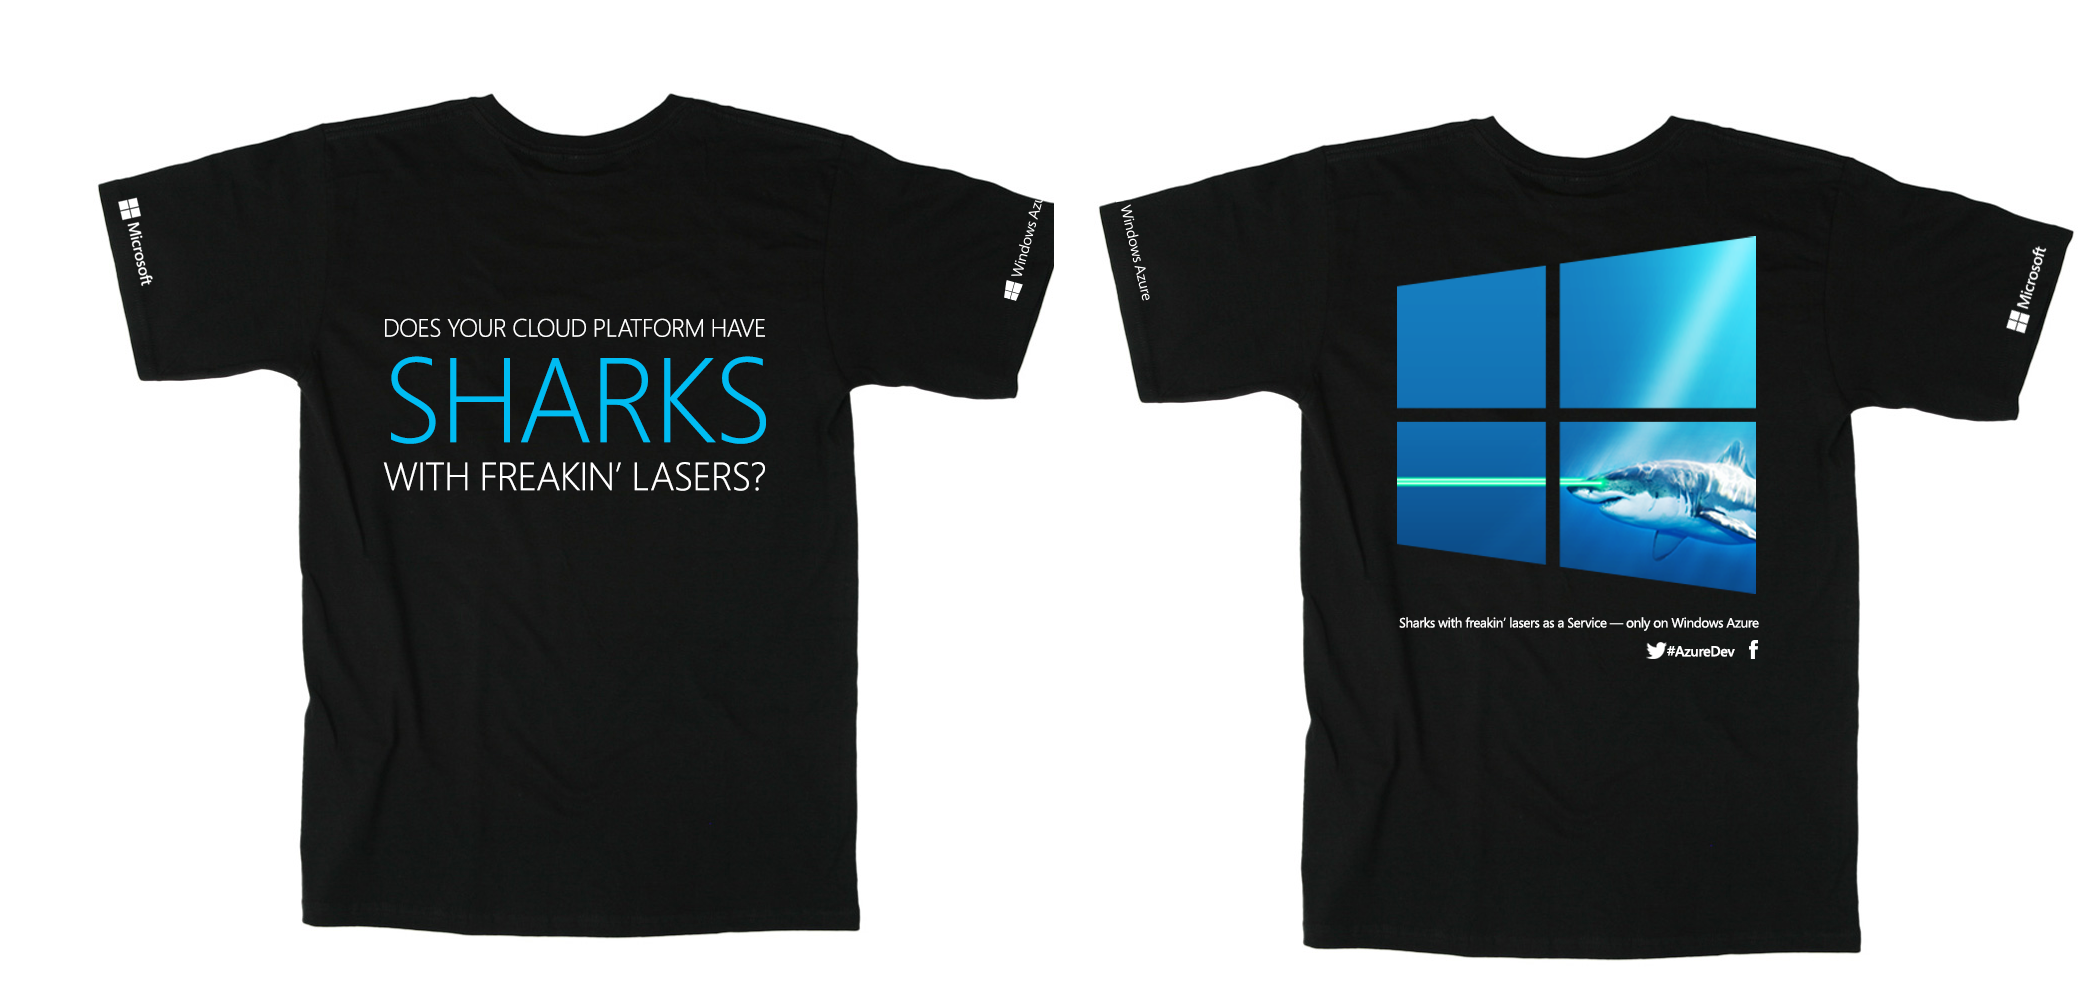 Microsoft
Windows Azu
DOES YOUR CLOUD PLATFORM HAVE
SHARKS
WITH FREAKIN’ LASERS?
Windows Azure
Microsoft
Sharks with freakin’ lasers as a Service — only on Windows Azure
#AzureDev